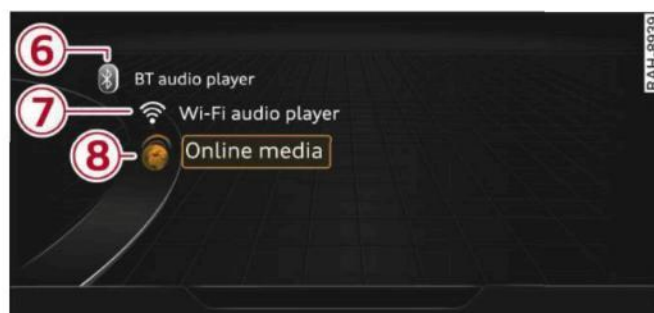 6
BT audio player
7
Wi-Fi audio player
8
Online media
RAH-8939